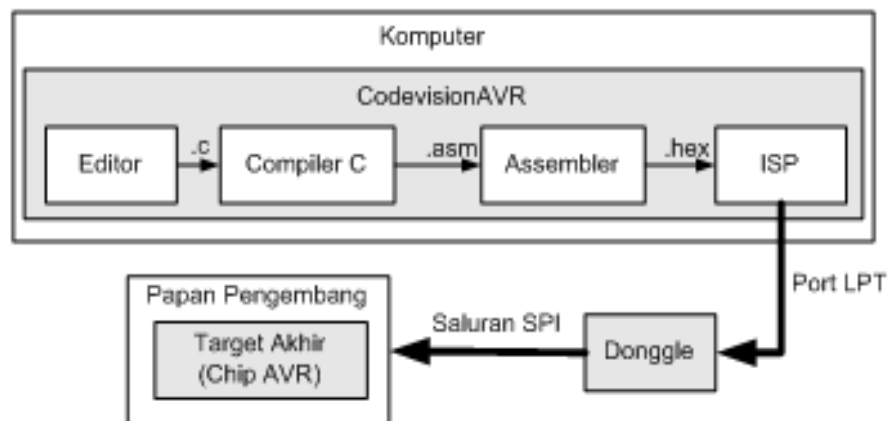 Komputer
CodevisionAVR
Editor
.c
Compiler C
.asm
Assembler
.hex
ISP
Port LPT
Papan Pengembang
Saluran SPI
Target Akhir
(Chip AVR)
Donggle